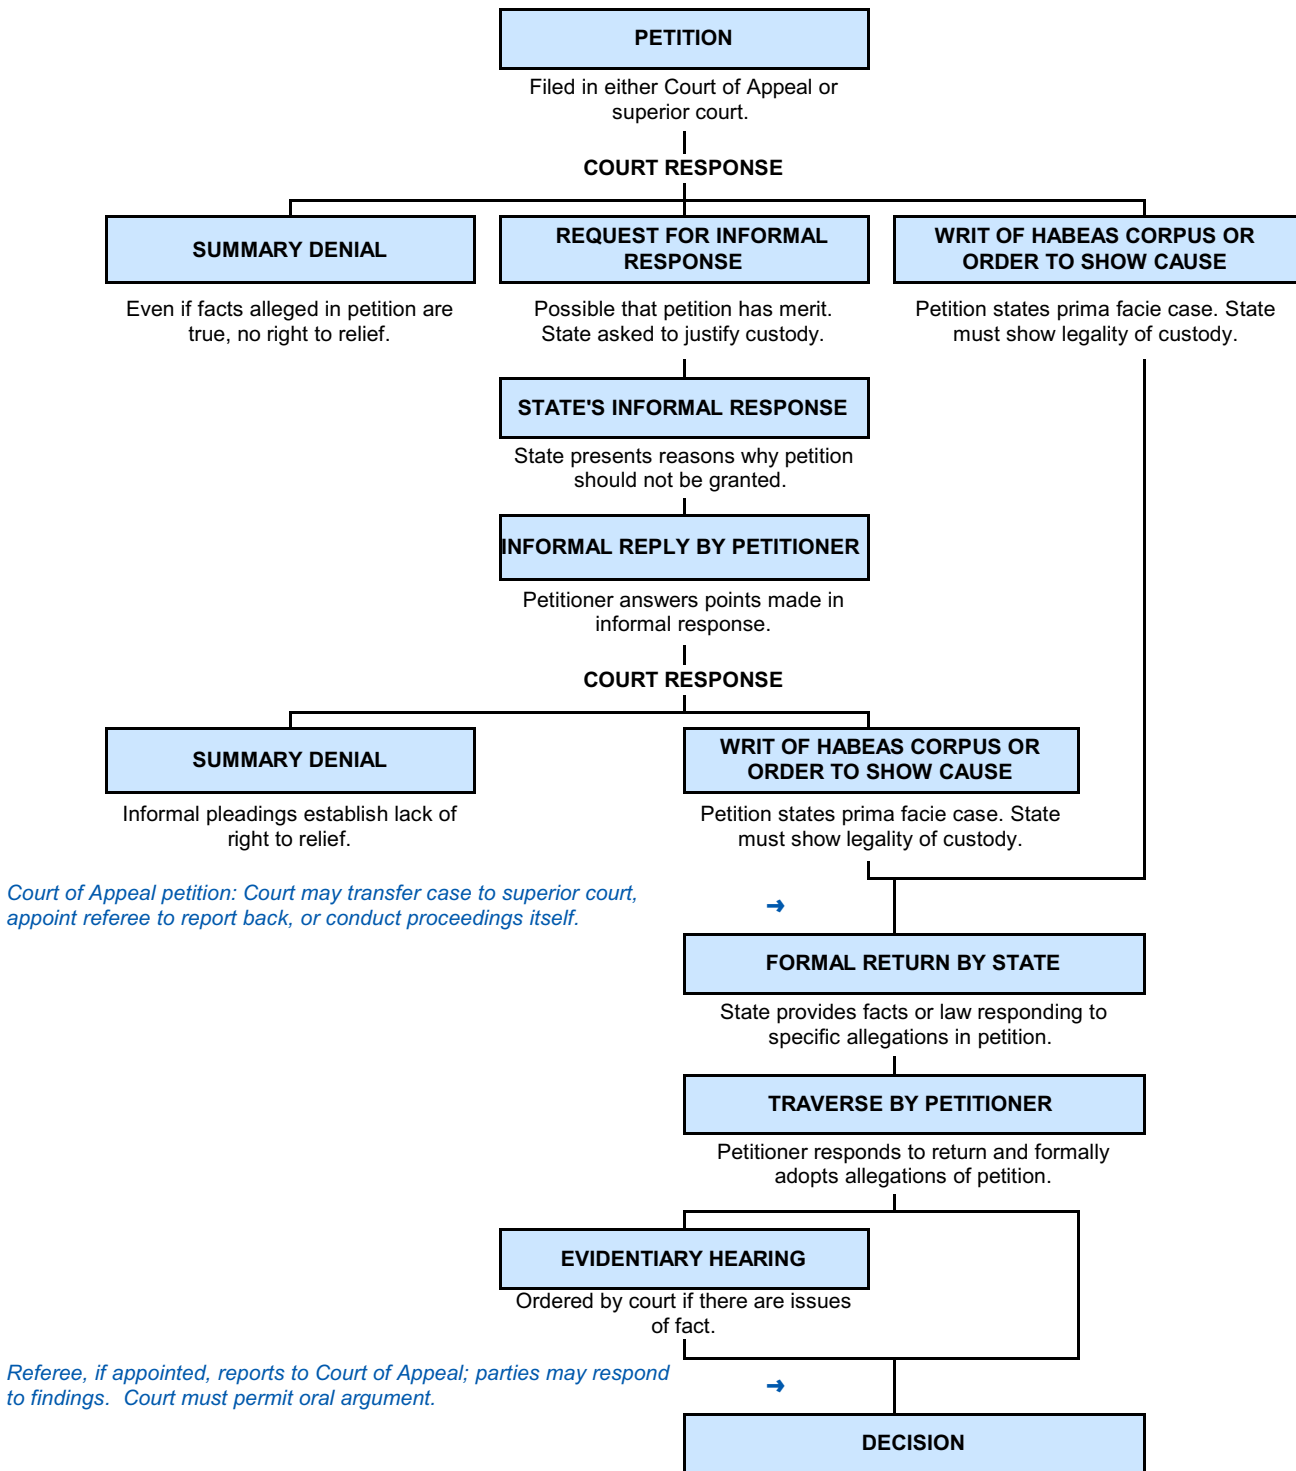 PETITION
Filed in either Court of Appeal or
superior court.
COURT RESPONSE
SUMMARY DENIAL
Even if facts alleged in petition are
true, no right to relief.
REQUEST FOR INFORMAL
RESPONSE
Possible that petition has merit.
State asked to justify custody.
WRIT OF HABEAS CORPUS OR
ORDER TO SHOW CAUSE
Petition states prima facie case. State
must show legality of custody.
STATE'S INFORMAL RESPONSE
State presents reasons why petition
should not be granted.
INFORMAL REPLY BY PETITIONER
Petitioner answers points made in
informal response.
COURT RESPONSE
SUMMARY DENIAL
Informal pleadings establish lack of
right to relief.
WRIT OF HABEAS CORPUS OR
ORDER TO SHOW CAUSE
Petition states prima facie case. State
must show legality of custody.
Court of Appeal petition: Court may transfer case to superior court,
appoint referee to report back, or conduct proceedings itself.
➞
FORMAL RETURN BY STATE
State provides facts or law responding to
specific allegations in petition.
TRAVERSE BY PETITIONER
Petitioner responds to return and formally
adopts allegations of petition.
EVIDENTIARY HEARING
Ordered by court if there are issues
of fact.
Referee, if appointed, reports to Court of Appeal; parties may respond
to findings.  Court must permit oral argument.
➞
DECISION